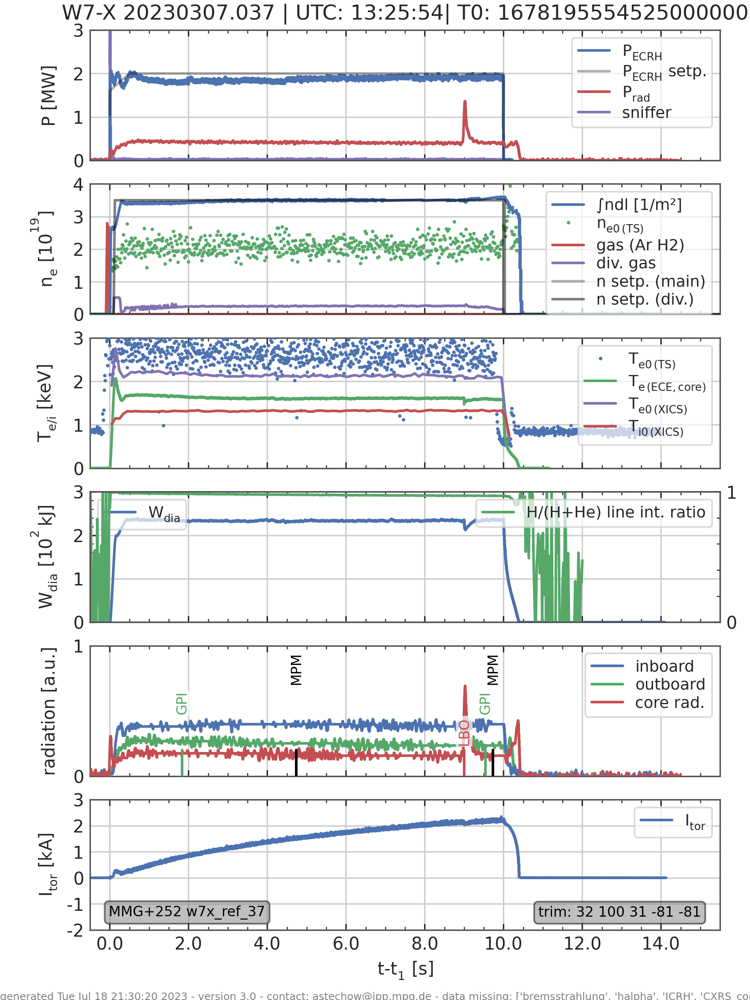 W7-X 20230307.037 | UTC: 13:25:54| T0: 1678195554525000000
P [MW]
3
2
1
0
P_ECRH
P_ECRH setp.
P_rad
sniffer
n_e [10^19]
4
3
2
1
0
∫ndl [1/m²]
n_e0 (TS)
gas (Ar H2)
div. gas
n setp. (main)
n setp. (div.)
T_e/i [keV]
3
2
1
0
T_e0 (TS)
T_e (ECE, core)
T_e0 (XICS)
T_i0 (XICS)
W_dia [10^2 kJ]
3
2
1
0
W_dia
H/(H+He) line int. ratio
1
0
radiation [a.u.]
1
0
GPI
MPM
LBO
GPI
MPM
inboard
outboard
core rad.
I_tor [kA]
3
2
1
0
-1
-2
I_tor
MMG+252 w7x_ref_37
trim: 32 100 31 -81 -81
0.0 2.0 4.0 6.0 8.0 10.0 12.0 14.0
t-t_1 [s]
generated Tue Jul 18 21:30:20 2023 - version 3.0 - contact: astechow@ipp.mpg.de - data missing: ['bremsstrahlung', 'halpha', 'ICRH', 'CXRS_co